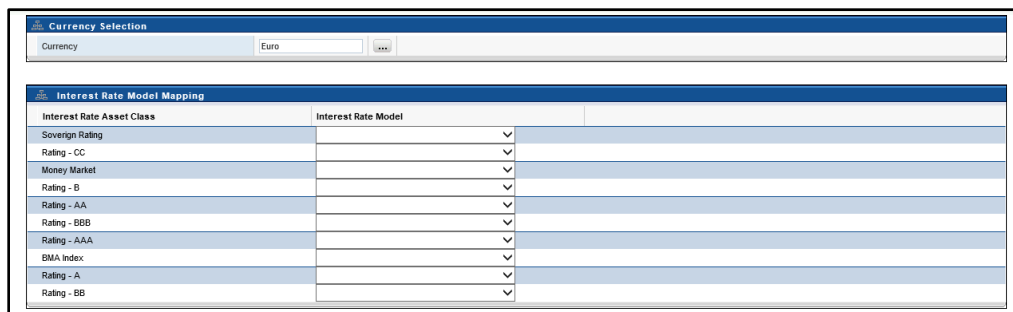 Currency Selection
Currency Euro ...
Interest Rate Model Mapping
Interest Rate Asset Class Interest Rate Model
Soverign Rating
Rating - CC
Money Market
Rating - B
Rating - AA
Rating - BBB
Rating - AAA
BMA Index
Rating - A
Rating - BB